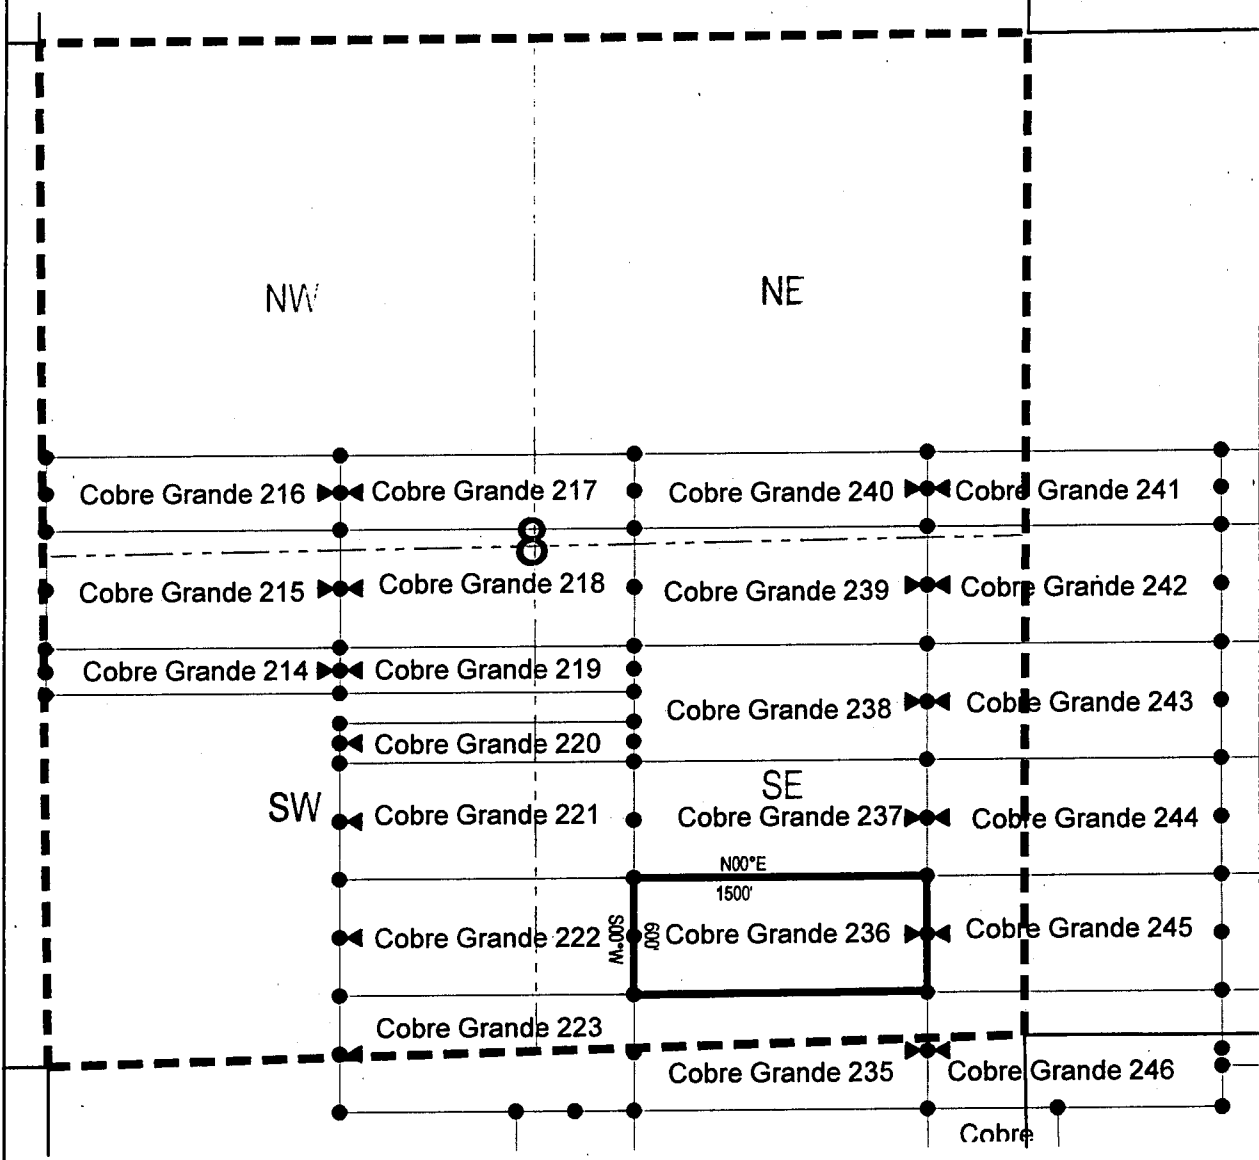 NW
NE
Cobre Grande 216
Cobre Grande 217
Cobre Grande 240
Cobre Grande 241
8
Cobre Grande 215
Cobre Grande 218
Cobre Grande 239
Cobre Grande 242
Cobre Grande 214
Cobre Grande 219
Cobre Grande 238
Cobre Grande 243
Cobre Grande 220
SW
SE
Cobre Grande 221
Cobre Grande 237
Cobre Grande 244
N00°E
1500'
Cobre Grande 222
S00°W
600'
Cobre Grande 236
Cobre Grande 245
Cobre Grande 223
Cobre Grande 235
Cobre Grande 246
Cobre